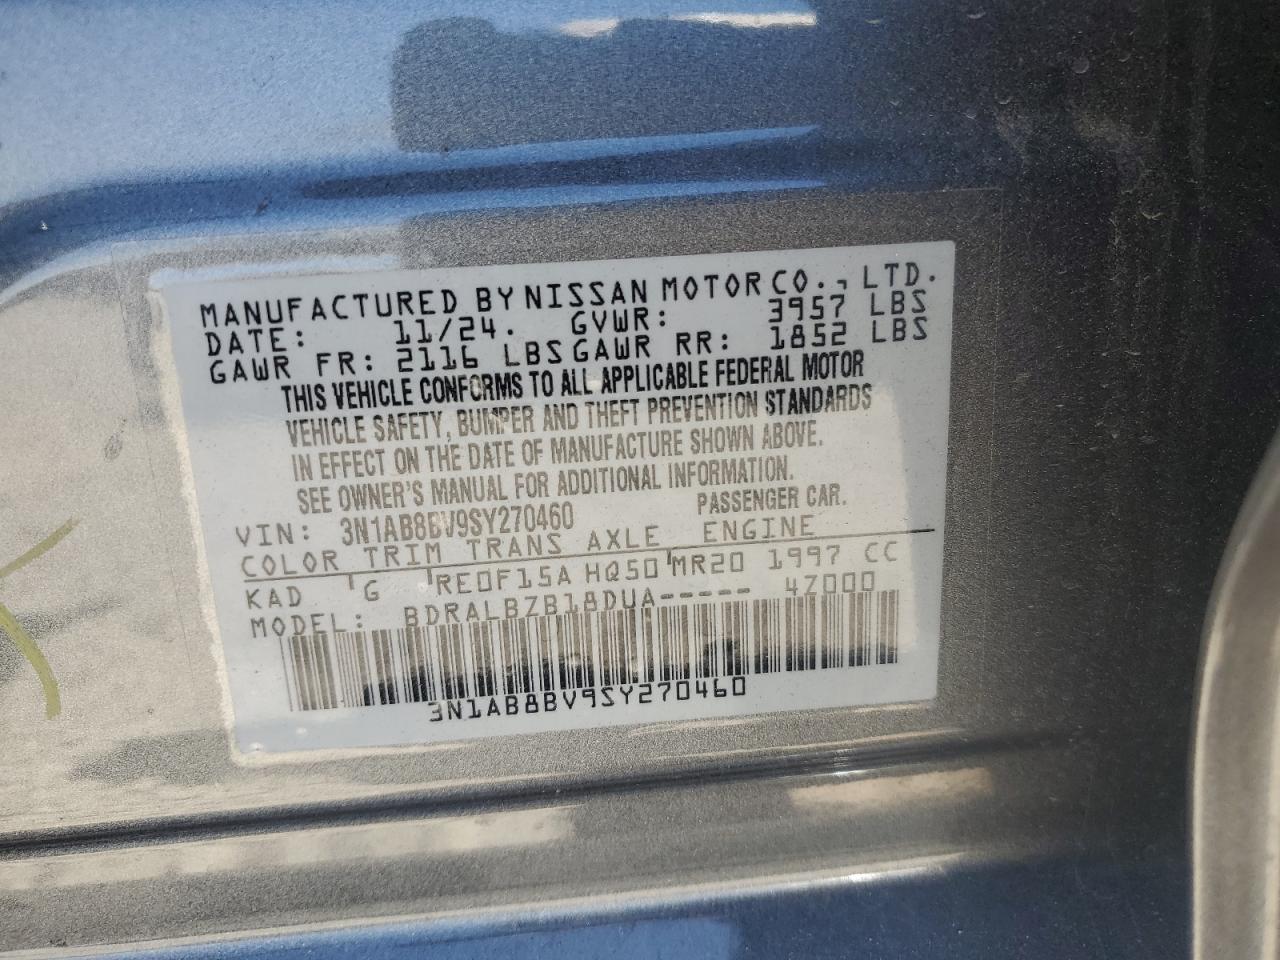 MANUFACTURED BY NISSAN MOTOR CO., LTD.
DATE: 11/24. GVWR: 3957 LBS
GAWR FR: 2116 LBS GAWR RR: 1852 LBS
THIS VEHICLE CONFORMS TO ALL APPLICABLE FEDERAL MOTOR
VEHICLE SAFETY, BUMPER AND THEFT PREVENTION STANDARDS
IN EFFECT ON THE DATE OF MANUFACTURE SHOWN ABOVE.
SEE OWNER'S MANUAL FOR ADDITIONAL INFORMATION.
VIN: 3N1AB8BV9SY270460 PASSENGER CAR.
COLOR TRIM TRANS AXLE ENGINE
KAD G RE0F15A HQ50 MR20 1997 CC
MODEL: BDRALBZB18DUA----- 4Z000
3N1AB8BV9SY270460